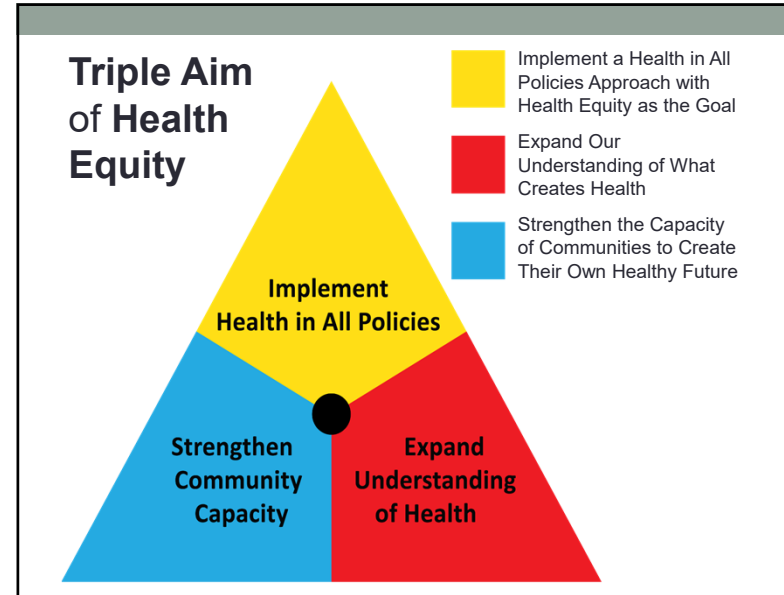 Triple Aim
of Health
Equity
Implement a Health in All
Policies Approach with
Health Equity as the Goal
Expand Our
Understanding of What
Creates Health
Strengthen the Capacity
of Communities to Create
Their Own Healthy Future
Implement
Health in All Policies
Strengthen
Community
Capacity
Expand
Understanding
of Health